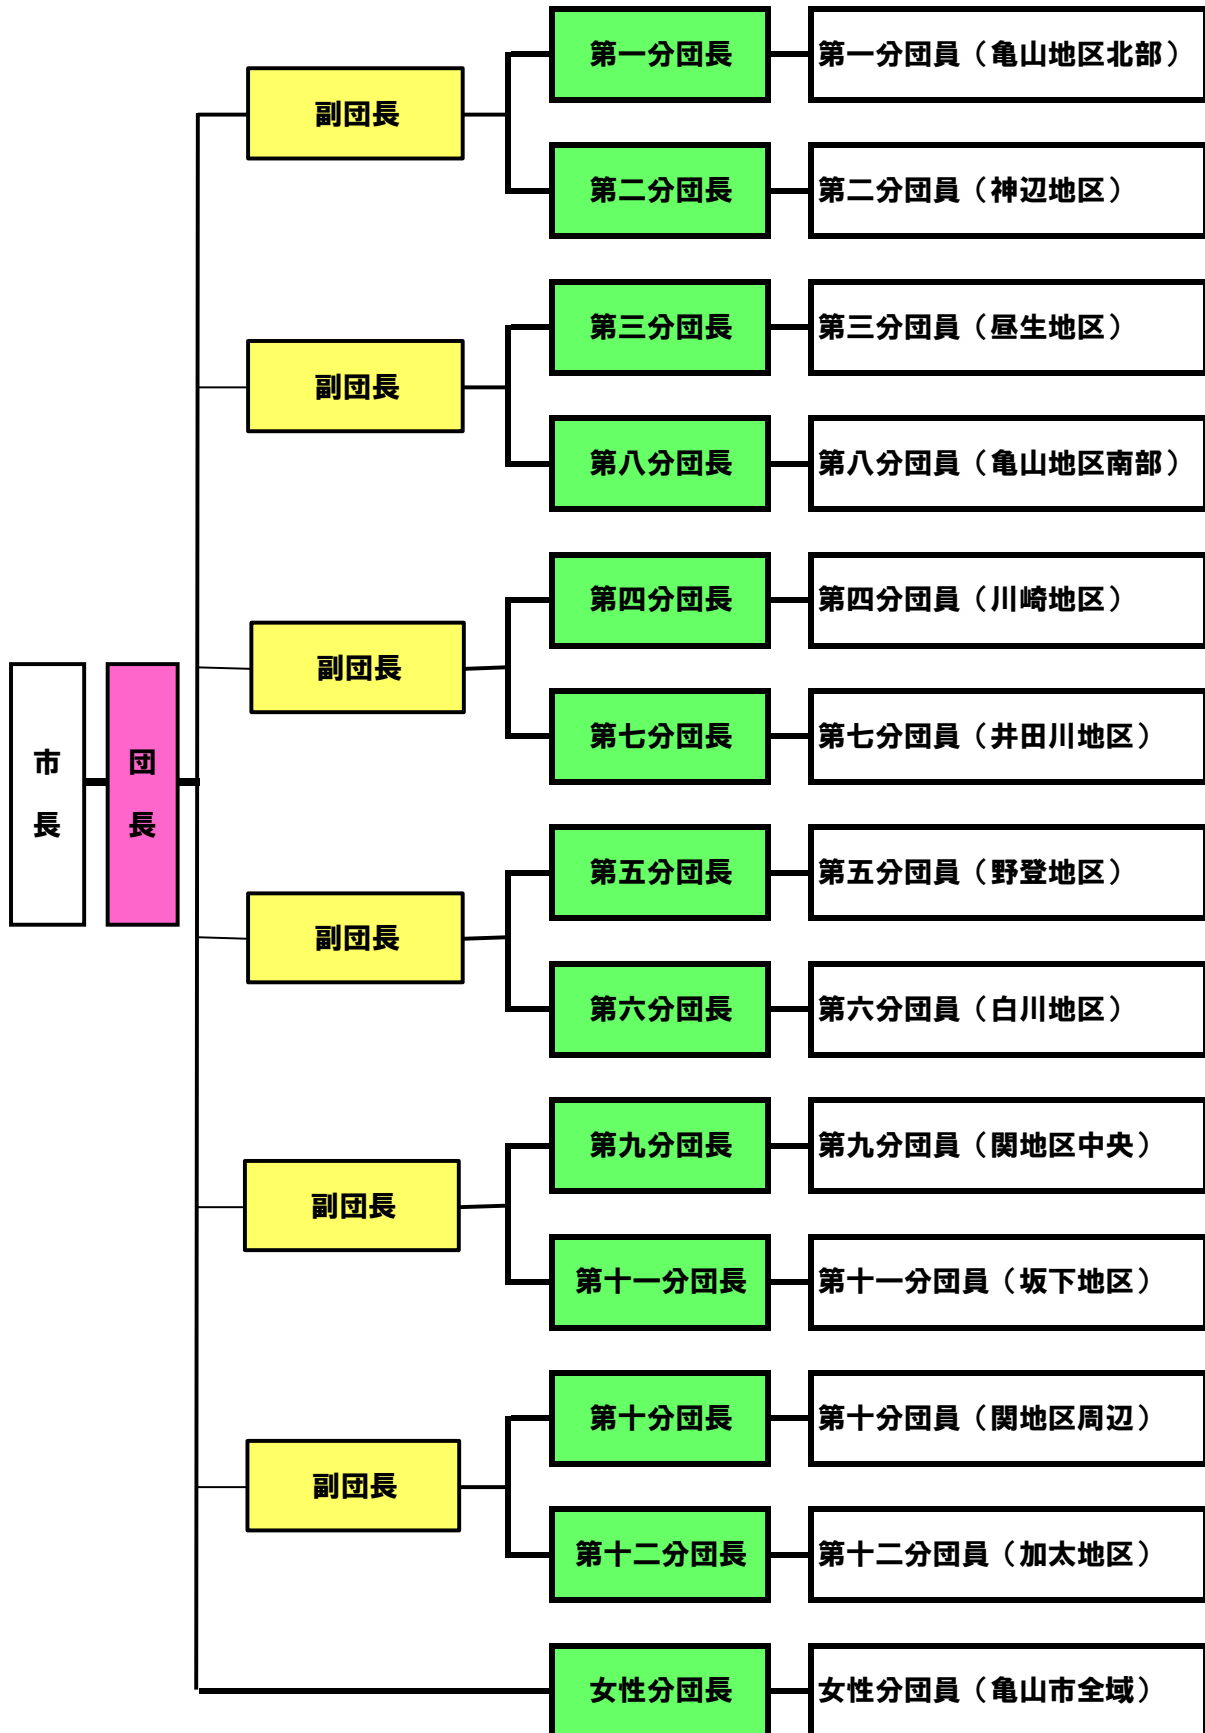 市長
団長
副団長
第一分団長
第一分団員（亀山地区北部）
第二分団長
第二分団員（神辺地区）
副団長
第三分団長
第三分団員（昼生地区）
第八分団長
第八分団員（亀山地区南部）
副団長
第四分団長
第四分団員（川崎地区）
第七分団長
第七分団員（井田川地区）
副団長
第五分団長
第五分団員（野登地区）
第六分団長
第六分団員（白川地区）
副団長
第九分団長
第九分団員（関地区中央）
第十一分団長
第十一分団員（坂下地区）
副団長
第十分団長
第十分団員（関地区周辺）
第十二分団長
第十二分団員（加太地区）
女性分団長
女性分団員（亀山市全域）